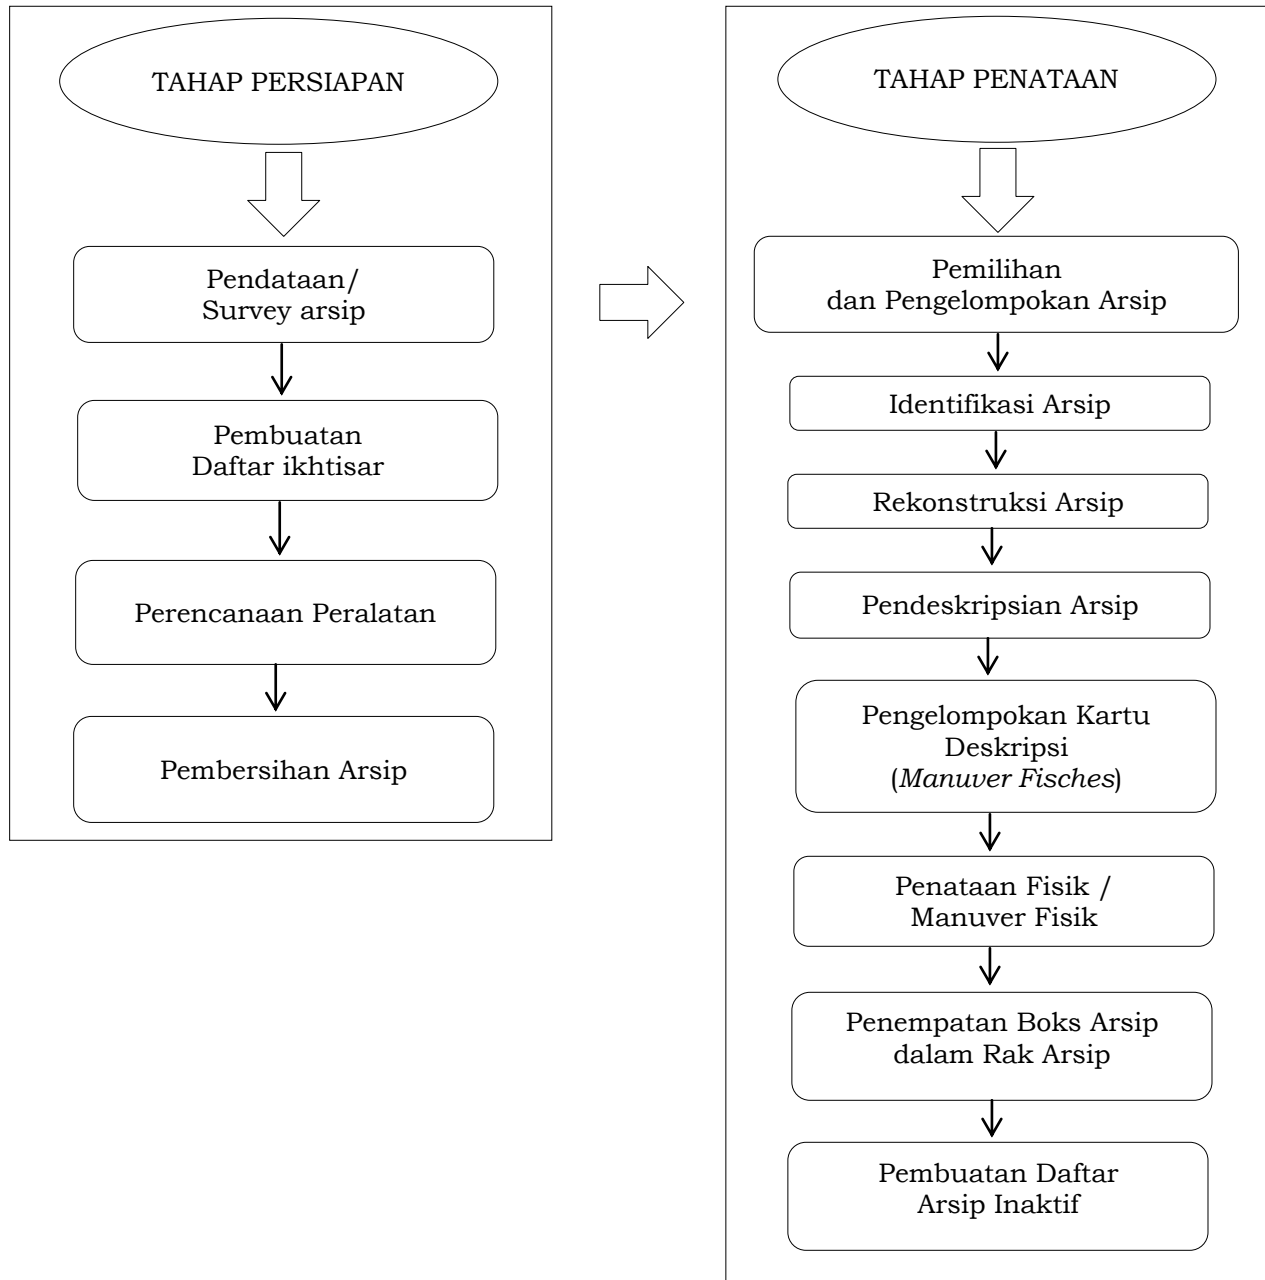 TAHAP PERSIAPAN
Pendataan/
Survey arsip
Pembuatan
Daftar ikhtisar
Perencanaan Peralatan
Pembersihan Arsip
TAHAP PENATAAN
Pemilihan
dan Pengelompokan Arsip
Identifikasi Arsip
Rekonstruksi Arsip
Pendeskripsian Arsip
Pengelompokan Kartu
Deskripsi
(Manuver Fisches)
Penataan Fisik /
Manuver Fisik
Penempatan Boks Arsip
dalam Rak Arsip
Pembuatan Daftar
Arsip Inaktif